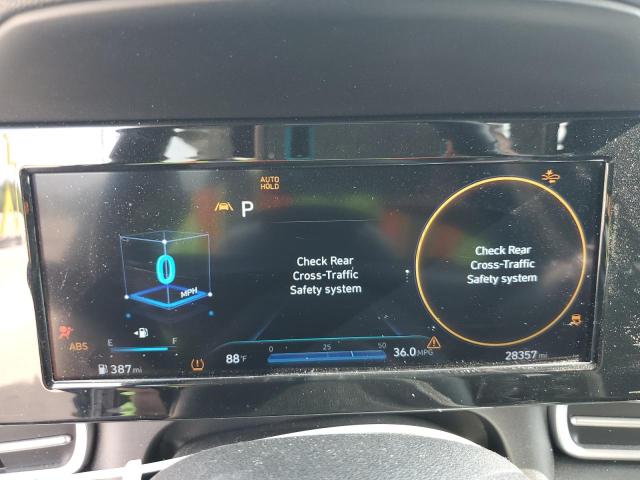 AUTO
HOLD
P
0
MPH
Check Rear
Cross-Traffic
Safety system
Check Rear
Cross-Traffic
Safety system
ABS
E F
387 mi
88°F
0 25 50
36.0 MPG
28357 mi